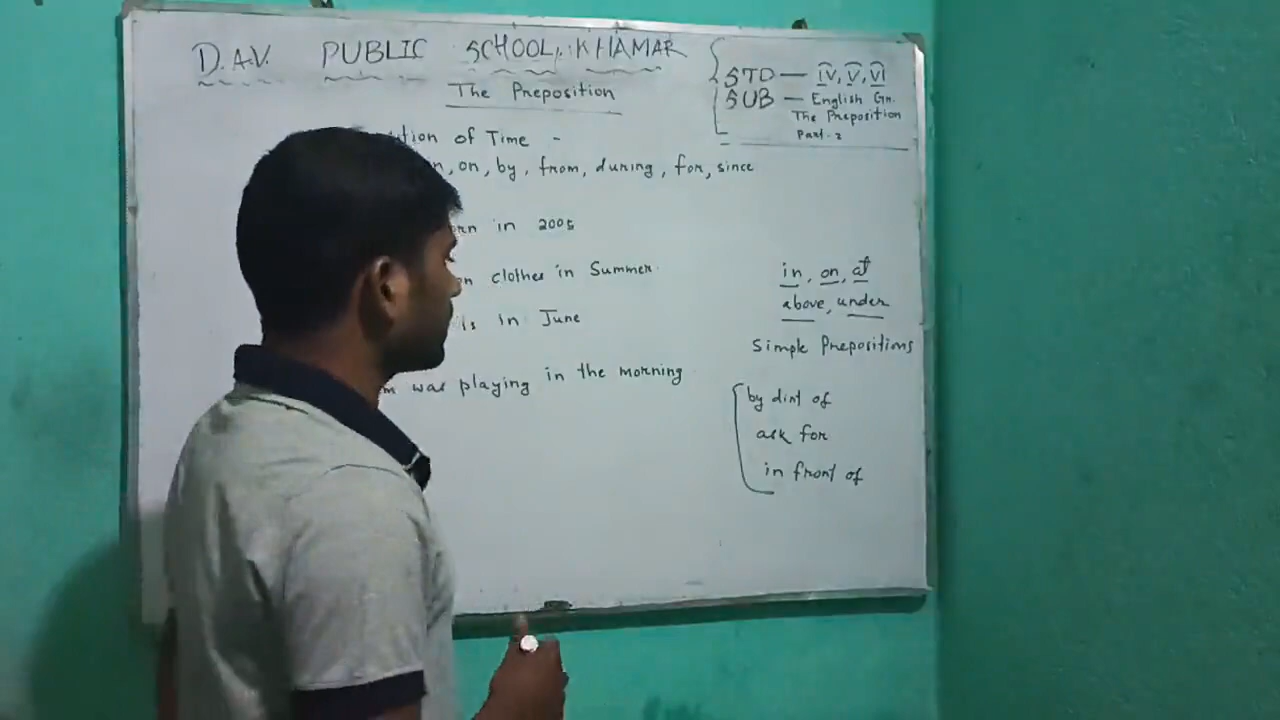 D.A.V. PUBLIC SCHOOL, KHAMAR
The Preposition
STD — IV, V, VI
SUB — English Gr.
The Preposition
Part-2
of Time -
on, by, from, during, for, since
in 2005
clothes in Summer
is in June
was playing in the morning
in, on, at
above, under
Simple Prepositions
by dint of
ask for
in front of